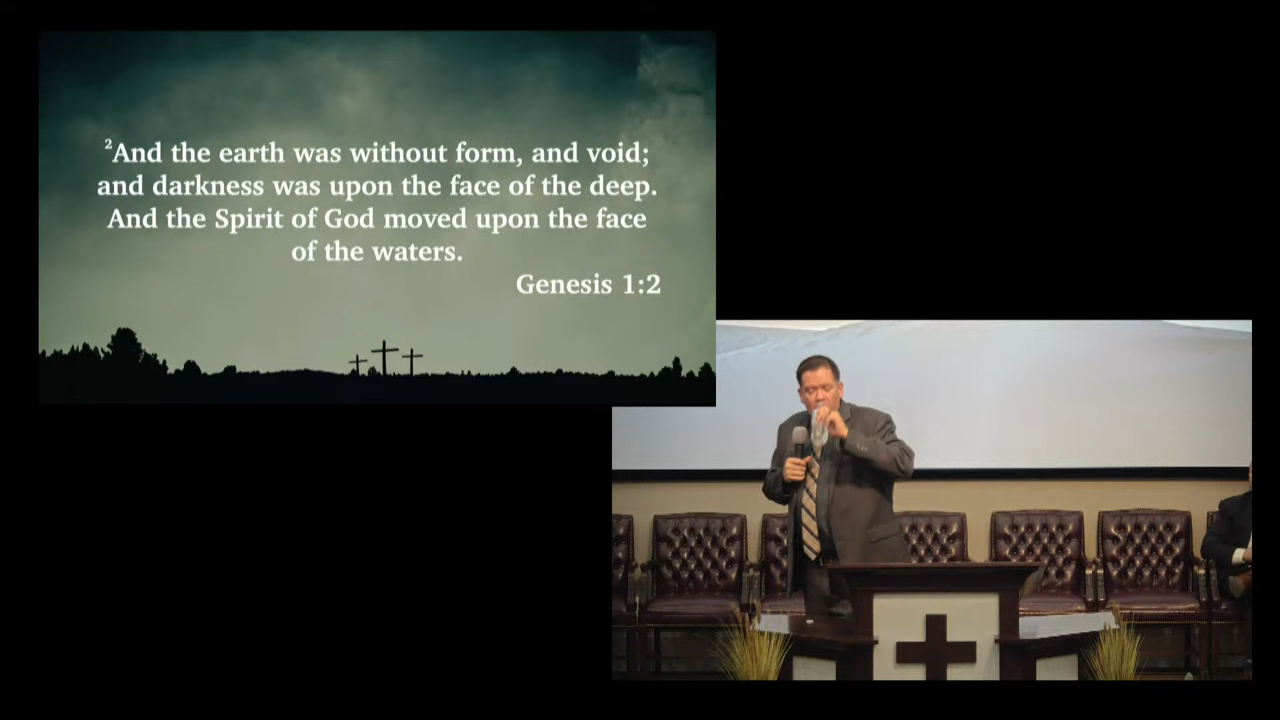 ²And the earth was without form, and void;
and darkness was upon the face of the deep.
And the Spirit of God moved upon the face
of the waters.
Genesis 1:2